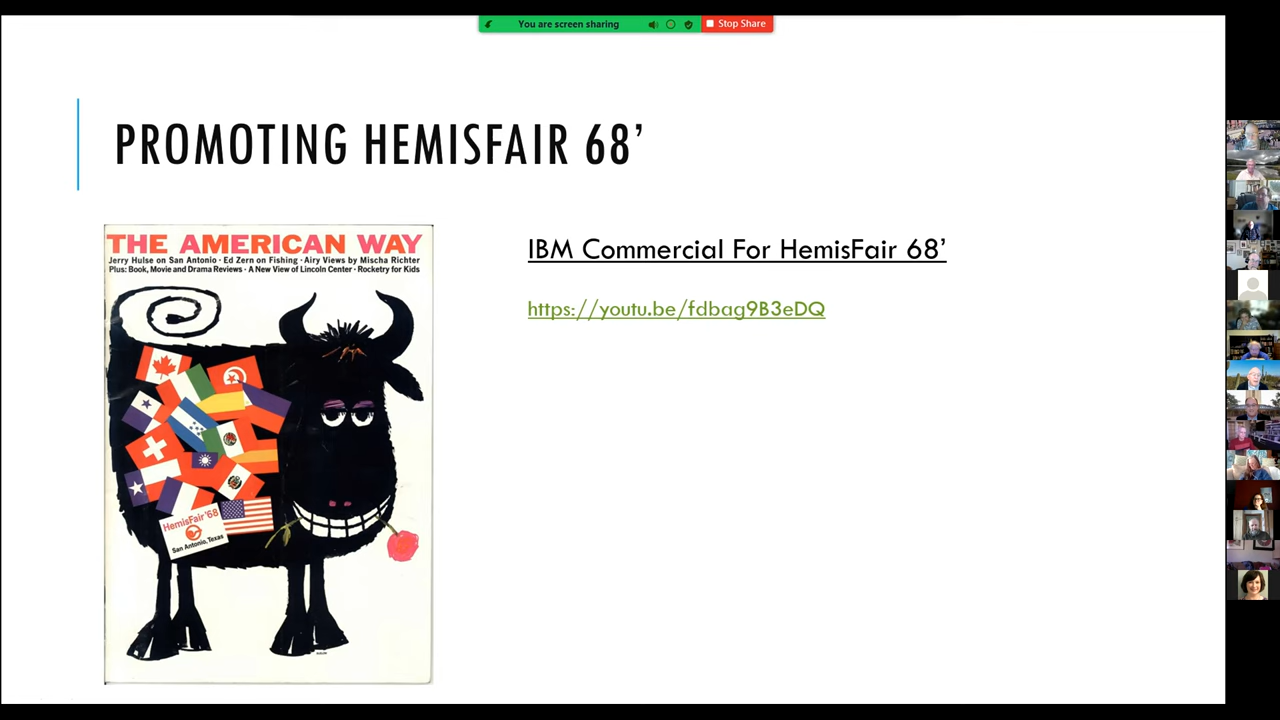 You are screen sharing
Stop Share
PROMOTING HEMISFAIR 68’
THE AMERICAN WAY
Jerry Hulse on San Antonio · Ed Zern on Fishing · Airy Views by Mischa Richter
Plus: Book, Movie and Drama Reviews · A New View of Lincoln Center · Rocketry for Kids
HemisFair '68
San Antonio, Texas
IBM Commercial For HemisFair 68’
https://youtu.be/fdbag9B3eDQ